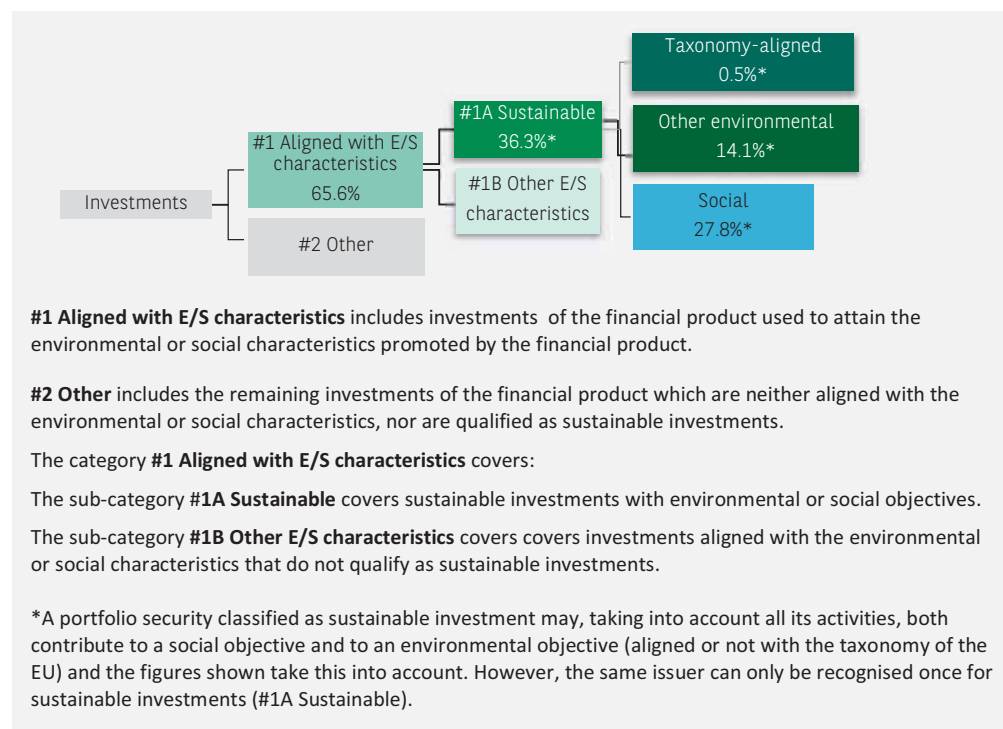 Investments
#1 Aligned with E/S
characteristics
65.6%
#2 Other
#1A Sustainable
36.3%*
#1B Other E/S
characteristics
Taxonomy-aligned
0.5%*
Other environmental
14.1%*
Social
27.8%*
#1 Aligned with E/S characteristics includes investments of the financial product used to attain the
environmental or social characteristics promoted by the financial product.
#2 Other includes the remaining investments of the financial product which are neither aligned with the
environmental or social characteristics, nor are qualified as sustainable investments.
The category #1 Aligned with E/S characteristics covers:
The sub-category #1A Sustainable covers sustainable investments with environmental or social objectives.
The sub-category #1B Other E/S characteristics covers covers investments aligned with the environmental
or social characteristics that do not qualify as sustainable investments.
*A portfolio security classified as sustainable investment may, taking into account all its activities, both
contribute to a social objective and to an environmental objective (aligned or not with the taxonomy of the
EU) and the figures shown take this into account. However, the same issuer can only be recognised once for
sustainable investments (#1A Sustainable).